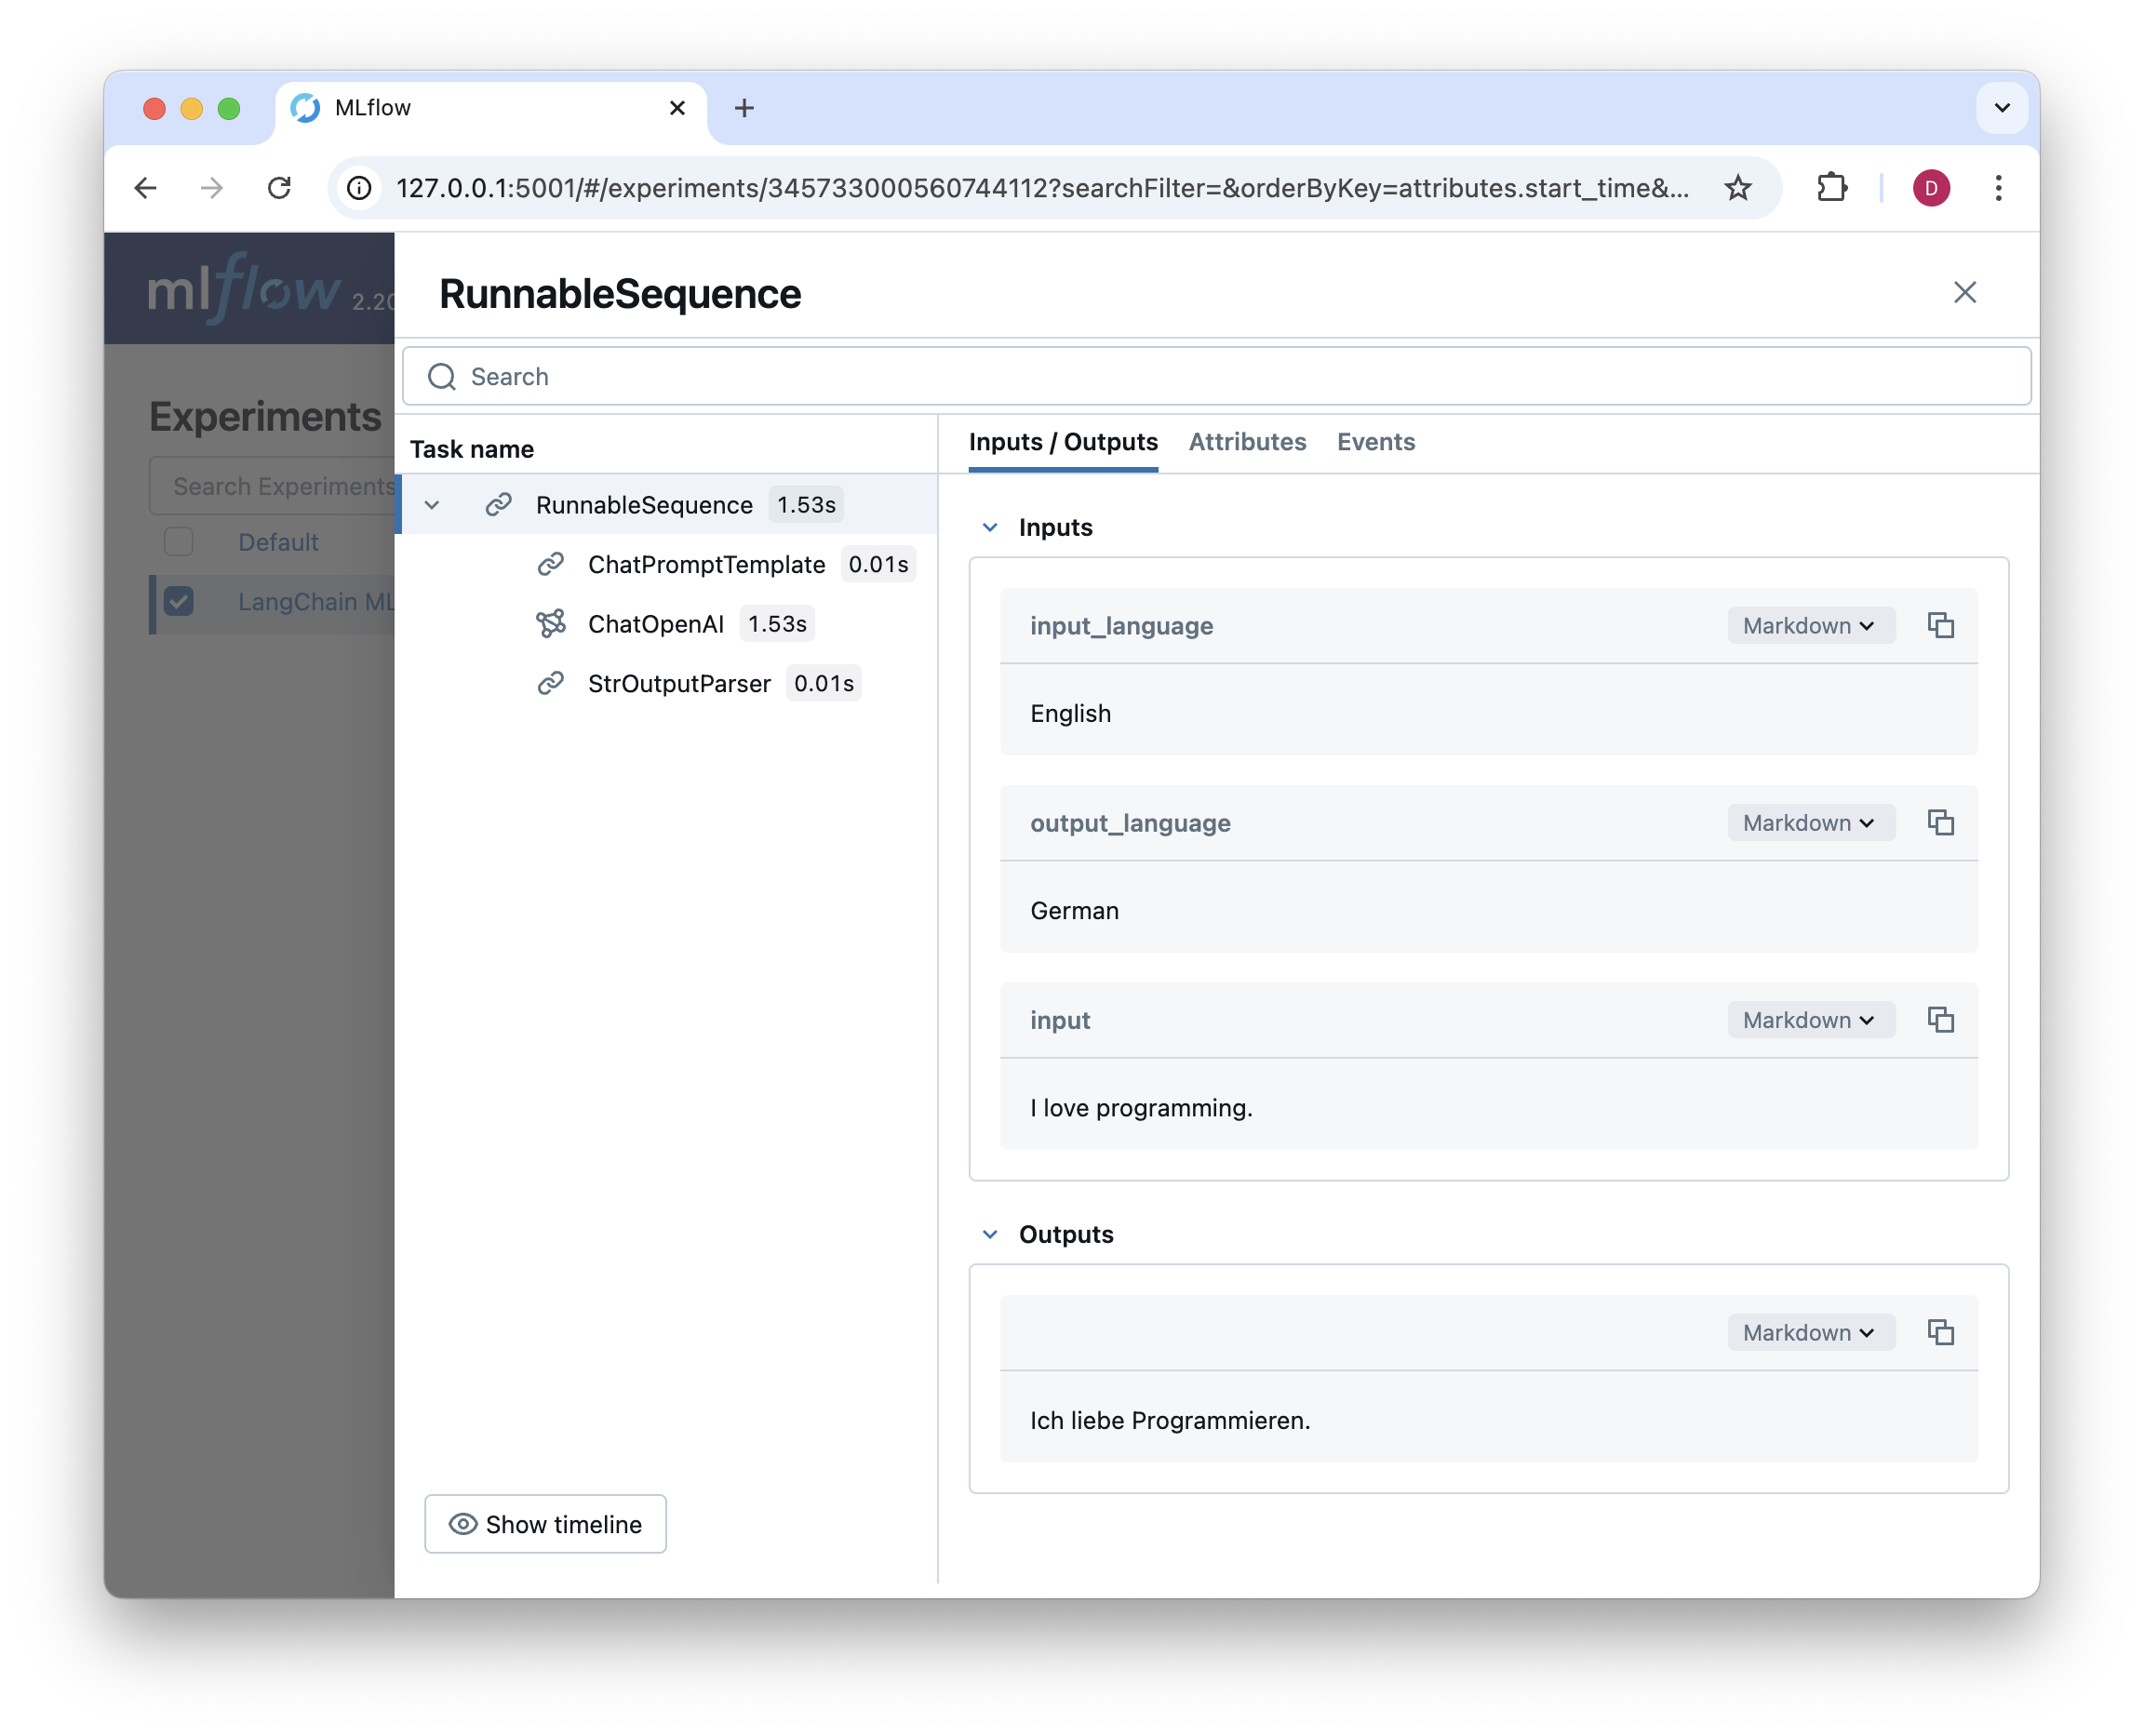 MLflow
127.0.0.1:5001/#/experiments/345733000560744112?searchFilter=&orderByKey=attributes.start_time&...
D
mlflow 2.20
RunnableSequence
Search
Experiments
Search Experiments
Default
LangChain ML
Task name
RunnableSequence 1.53s
ChatPromptTemplate 0.01s
ChatOpenAI 1.53s
StrOutputParser 0.01s
Show timeline
Inputs / Outputs Attributes Events
Inputs
input_language Markdown
English
output_language Markdown
German
input Markdown
I love programming.
Outputs
Markdown
Ich liebe Programmieren.